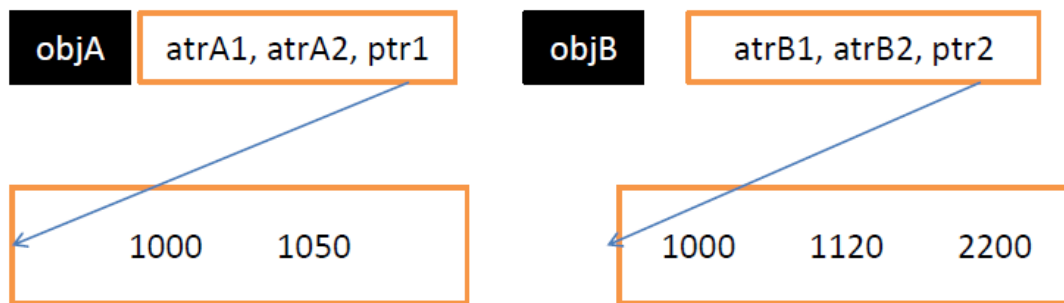 objA atrA1, atrA2, ptr1 objB atrB1, atrB2, ptr2
1000 1050 1000 1120 2200